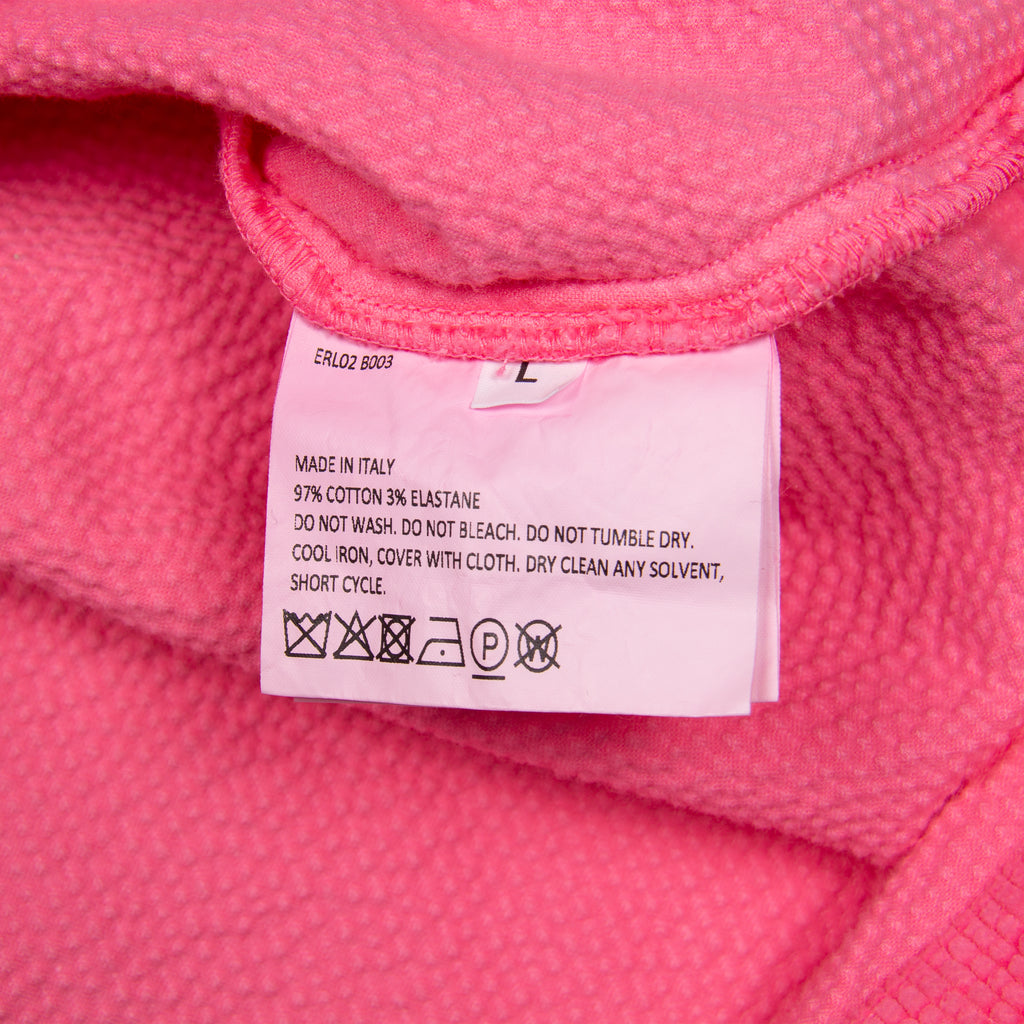 ERL02 B003
L
MADE IN ITALY
97% COTTON 3% ELASTANE
DO NOT WASH. DO NOT BLEACH. DO NOT TUMBLE DRY.
COOL IRON, COVER WITH CLOTH. DRY CLEAN ANY SOLVENT,
SHORT CYCLE.
P W